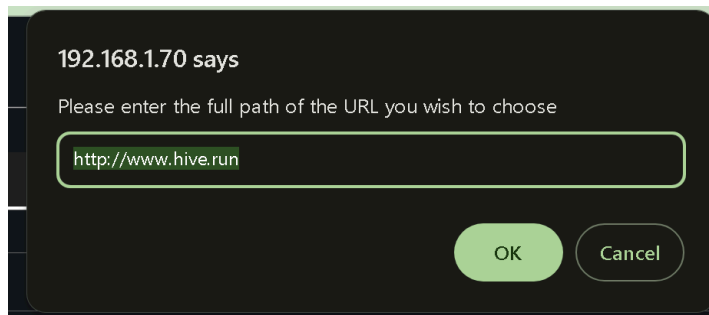 192.168.1.70 says
Please enter the full path of the URL you wish to choose
http://www.hive.run
OK
Cancel